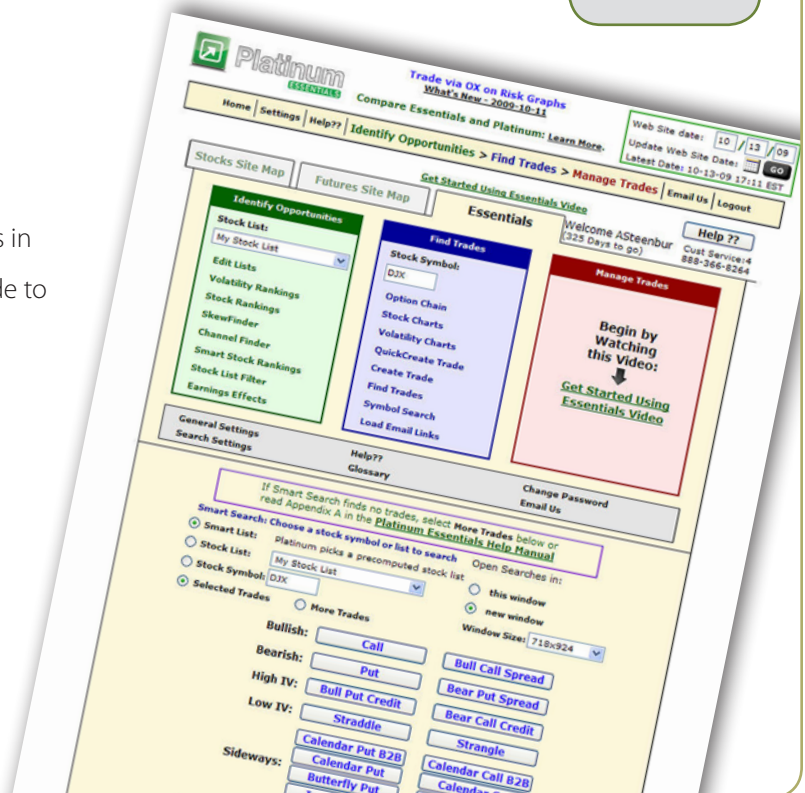 s in
de to
Platinum
ESSENTIALS
Trade via OX on Risk Graphs
What's New - 2009-10-11
Compare Essentials and Platinum: Learn More.
Web Site date: 10 / 13 / 09
Update Web Site Date: GO
Latest Date: 10-13-09 17:11 EST
Home | Settings | Help?? | Identify Opportunities > Find Trades > Manage Trades | Email Us | Logout
Stocks Site Map
Futures Site Map
Get Started Using Essentials Video
Essentials
Welcome ASteenbur
(325 Days to go)
Help ??
Cust Service:4
888-366-8264
Identify Opportunities
Stock List:
My Stock List
Edit Lists
Volatility Rankings
Stock Rankings
SkewFinder
Channel Finder
Smart Stock Rankings
Stock List Filter
Earnings Effects
Find Trades
Stock Symbol:
DJX
Option Chain
Stock Charts
Volatility Charts
QuickCreate Trade
Create Trade
Find Trades
Symbol Search
Load Email Links
Manage Trades
Begin by
Watching
this Video:
Get Started Using
Essentials Video
General Settings
Search Settings
Help??
Glossary
Change Password
Email Us
If Smart Search finds no trades, select More Trades below or
read Appendix A in the Platinum Essentials Help Manual
Smart Search: Choose a stock symbol or list to search
Smart List: Platinum picks a precomputed stock list
Stock List: My Stock List
Stock Symbol: DJX
Selected Trades
More Trades
Open Searches in:
this window
new window
Window Size: 718x924
Bullish: Call Bull Call Spread
Bearish: Put Bear Put Spread
High IV: Bull Put Credit Bear Call Credit
Low IV: Straddle Strangle
Calendar Put B2B Calendar Call B2B
Sideways: Calendar Put Calendar
Butterfly Put